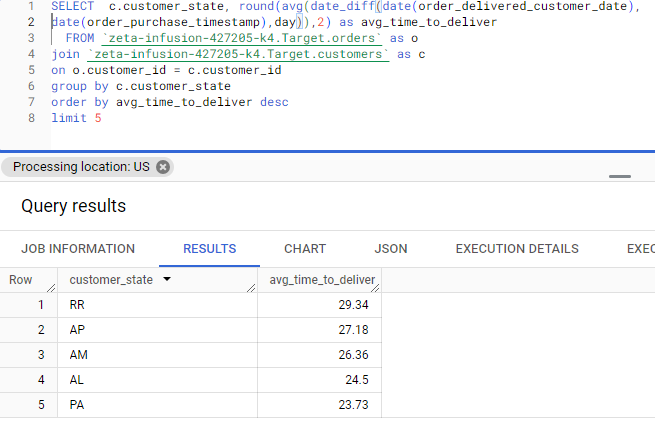 1 SELECT c.customer_state, round(avg(date_diff(date(order_delivered_customer_date),
2 date(order_purchase_timestamp),day)),2) as avg_time_to_deliver
3 FROM `zeta-infusion-427205-k4.Target.orders` as o
4 join `zeta-infusion-427205-k4.Target.customers` as c
5 on o.customer_id = c.customer_id
6 group by c.customer_state
7 order by avg_time_to_deliver desc
8 limit 5
Processing location: US
Query results
JOB INFORMATION RESULTS CHART JSON EXECUTION DETAILS EXEC
Row customer_state avg_time_to_deliver
1 RR 29.34
2 AP 27.18
3 AM 26.36
4 AL 24.5
5 PA 23.73